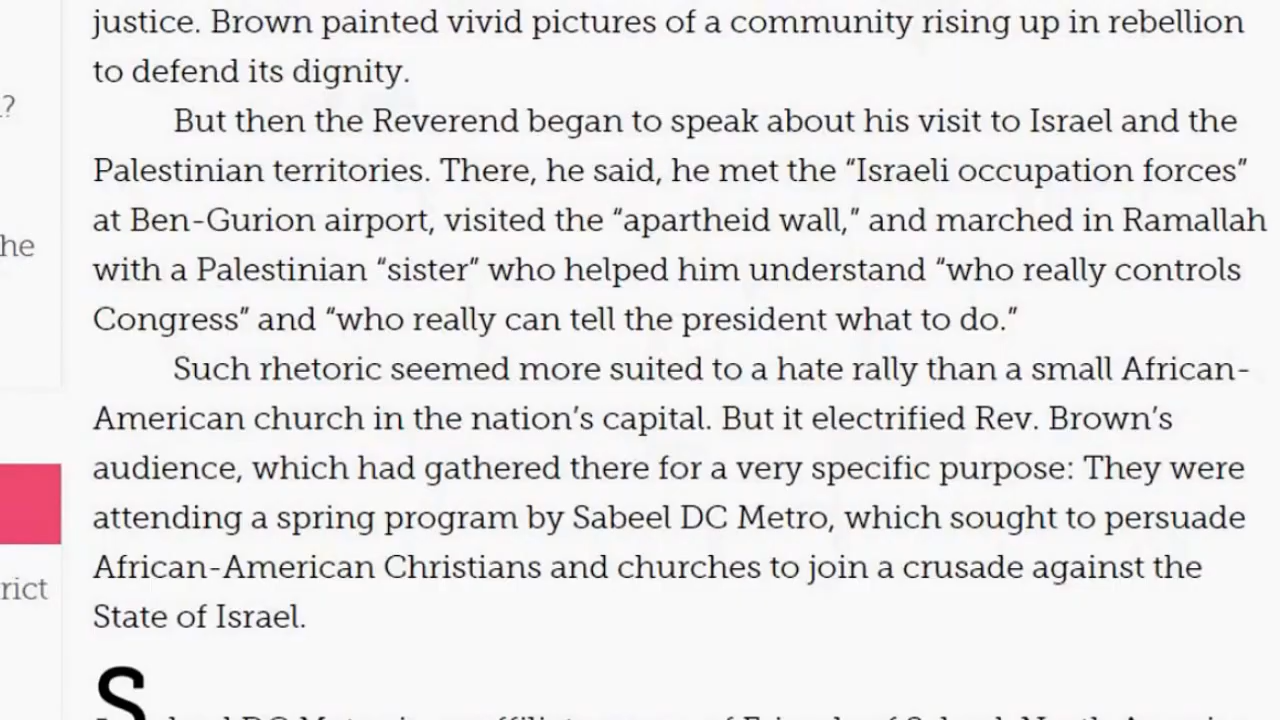 justice. Brown painted vivid pictures of a community rising up in rebellion
to defend its dignity.
?
But then the Reverend began to speak about his visit to Israel and the
Palestinian territories. There, he said, he met the “Israeli occupation forces”
at Ben-Gurion airport, visited the “apartheid wall,” and marched in Ramallah
he
with a Palestinian “sister” who helped him understand “who really controls
Congress” and “who really can tell the president what to do.”
Such rhetoric seemed more suited to a hate rally than a small African-
American church in the nation’s capital. But it electrified Rev. Brown’s
audience, which had gathered there for a very specific purpose: They were
attending a spring program by Sabeel DC Metro, which sought to persuade
African-American Christians and churches to join a crusade against the
rict
State of Israel.
S